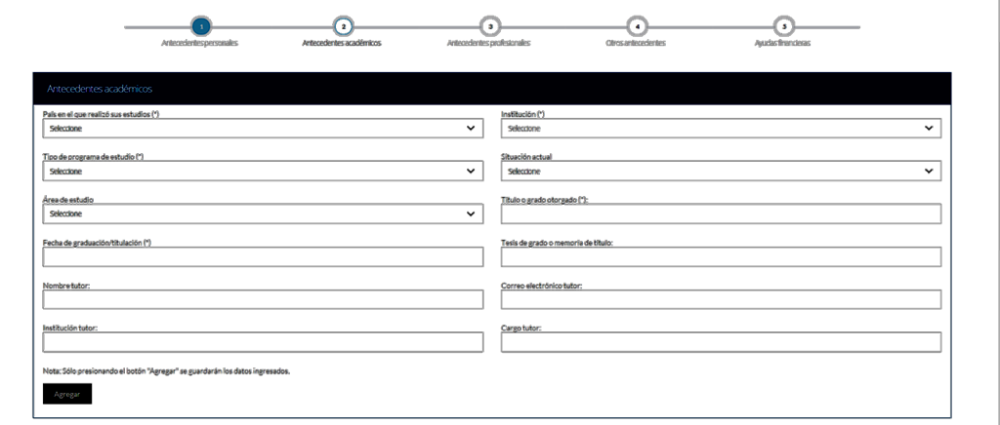 1
2
3
4
5
Antecedentes personales
Antecedentes académicos
Antecedentes profesionales
Otros antecedentes
Ayudas financieras
Antecedentes académicos
País en el que realizó sus estudios (*)
Institución (*)
Seleccione
Seleccione
Tipo de programa de estudio (*)
Situación actual
Seleccione
Seleccione
Área de estudio
Título o grado otorgado (*):
Seleccione
Fecha de graduación/titulación (*)
Tesis de grado o memoria de título:
Nombre tutor:
Correo electrónico tutor:
Institución tutor:
Cargo tutor:
Nota: Sólo presionando el botón "Agregar" se guardarán los datos ingresados.
Agregar